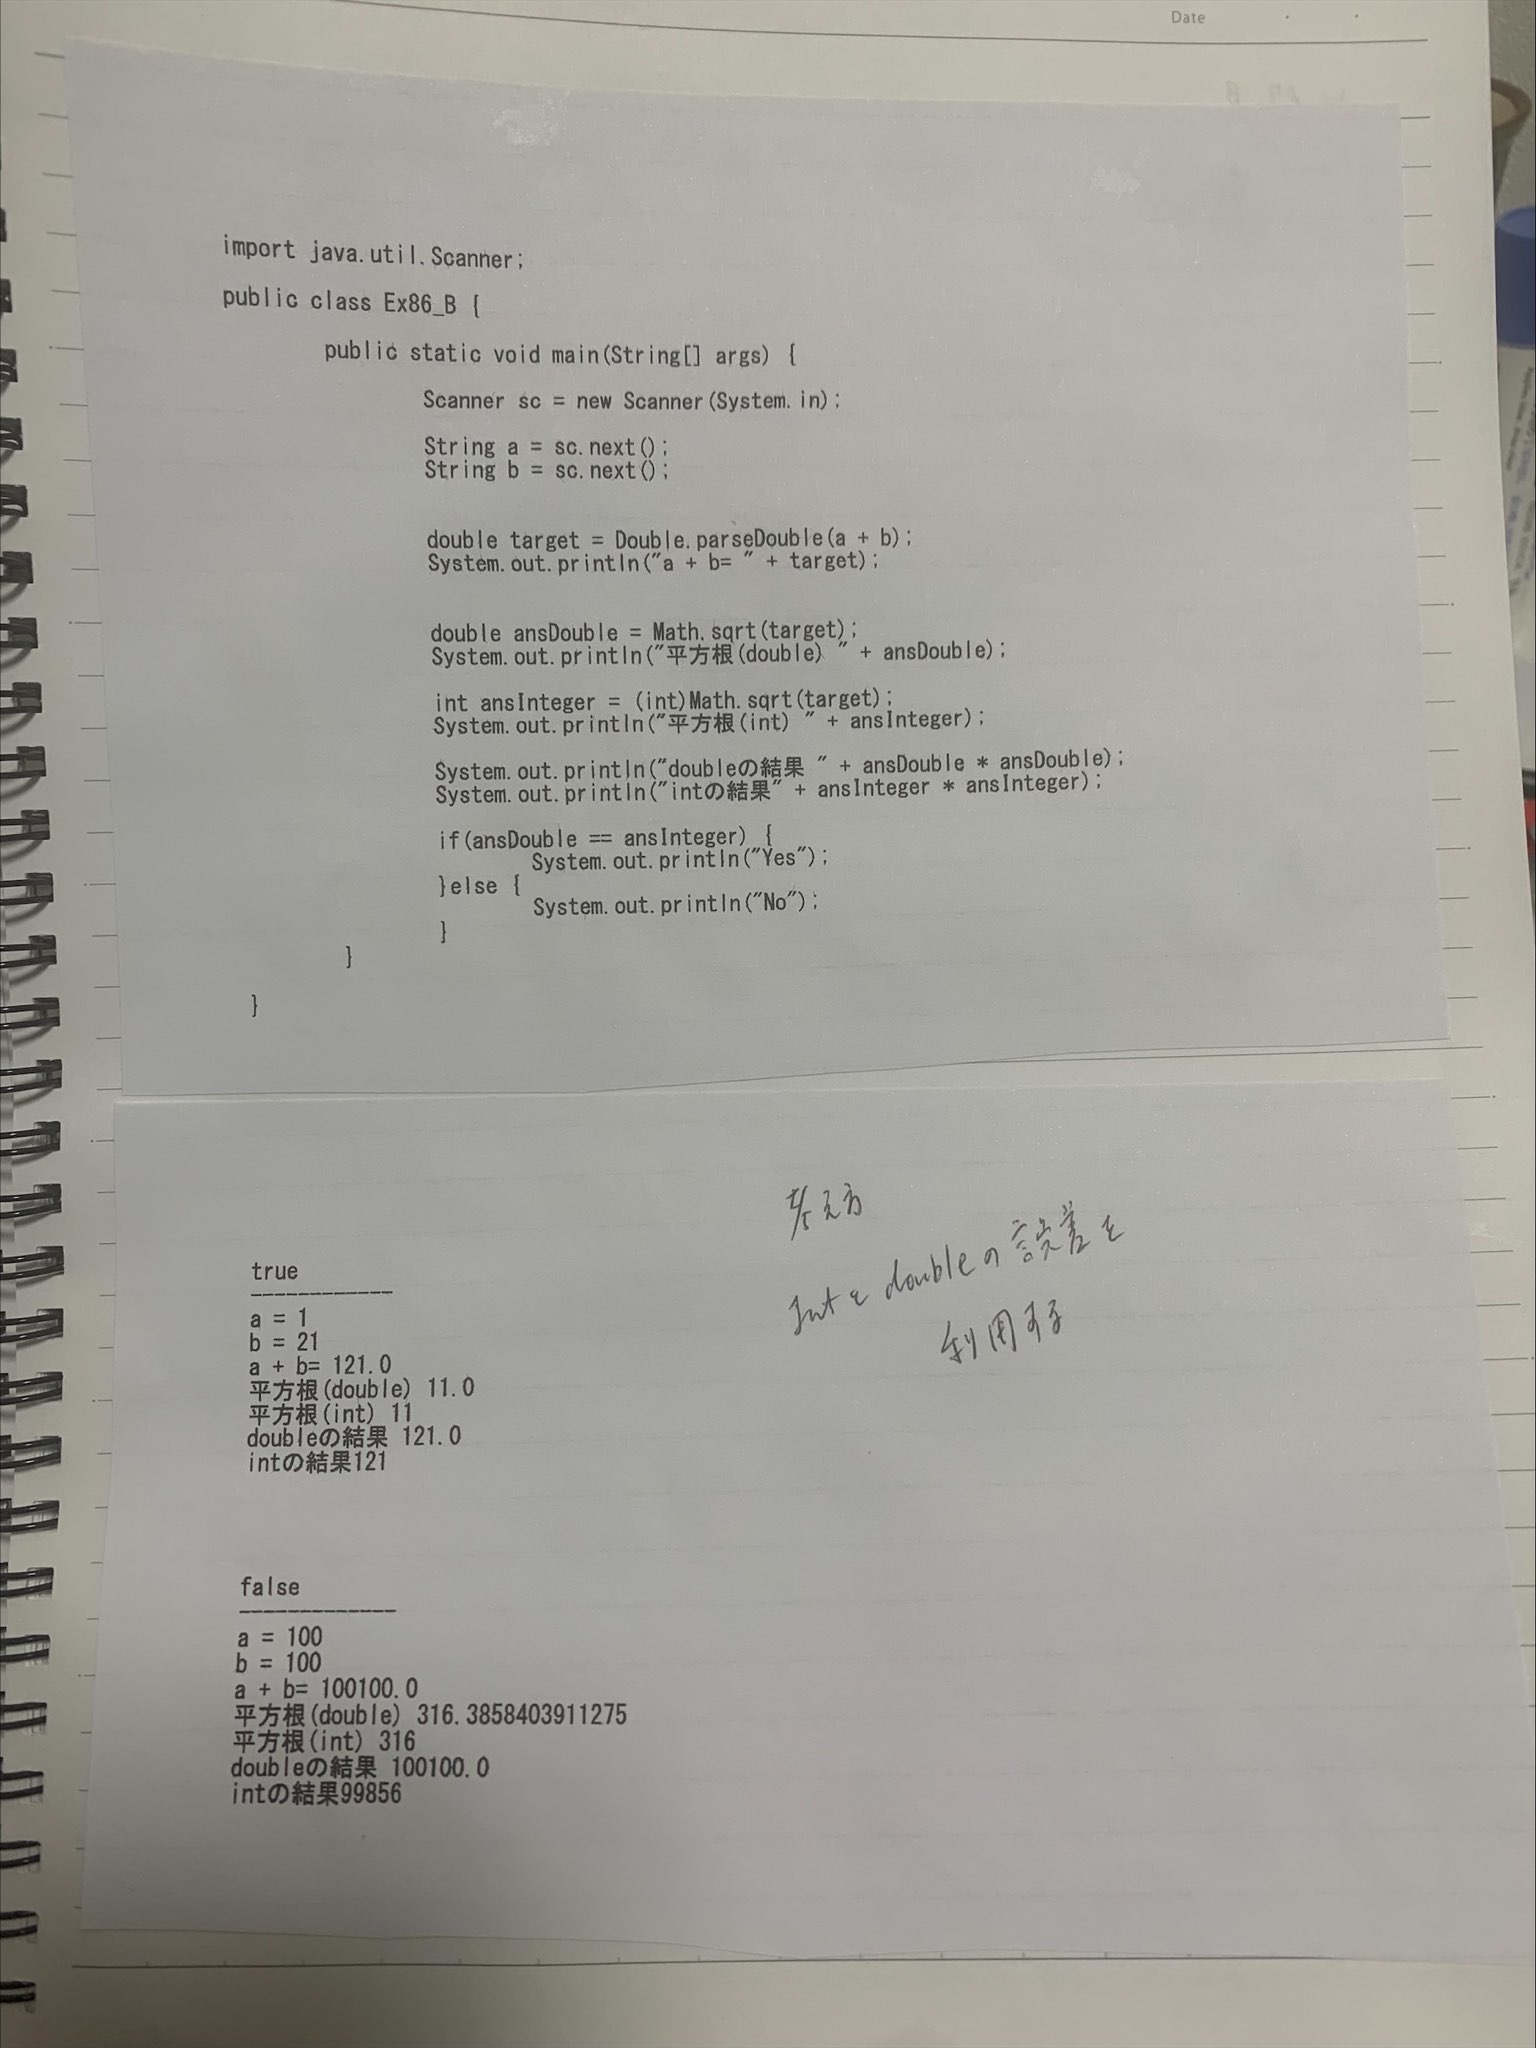 Date
import java.util.Scanner;
public class Ex86_B {
public static void main(String[] args) {
Scanner sc = new Scanner(System.in);
String a = sc.next();
String b = sc.next();
double target = Double.parseDouble(a + b);
System.out.println("a + b= " + target);
double ansDouble = Math.sqrt(target);
System.out.println("平方根(double) " + ansDouble);
int ansInteger = (int)Math.sqrt(target);
System.out.println("平方根(int) " + ansInteger);
System.out.println("doubleの結果 " + ansDouble * ansDouble);
System.out.println("intの結果" + ansInteger * ansInteger);
if(ansDouble == ansInteger) {
System.out.println("Yes");
}else {
System.out.println("No");
}
}
}
考え方
Intとdoubleの誤差を
利用する
true
------------
a = 1
b = 21
a + b= 121.0
平方根(double) 11.0
平方根(int) 11
doubleの結果 121.0
intの結果121
false
-------------
a = 100
b = 100
a + b= 100100.0
平方根(double) 316.3858403911275
平方根(int) 316
doubleの結果 100100.0
intの結果99856